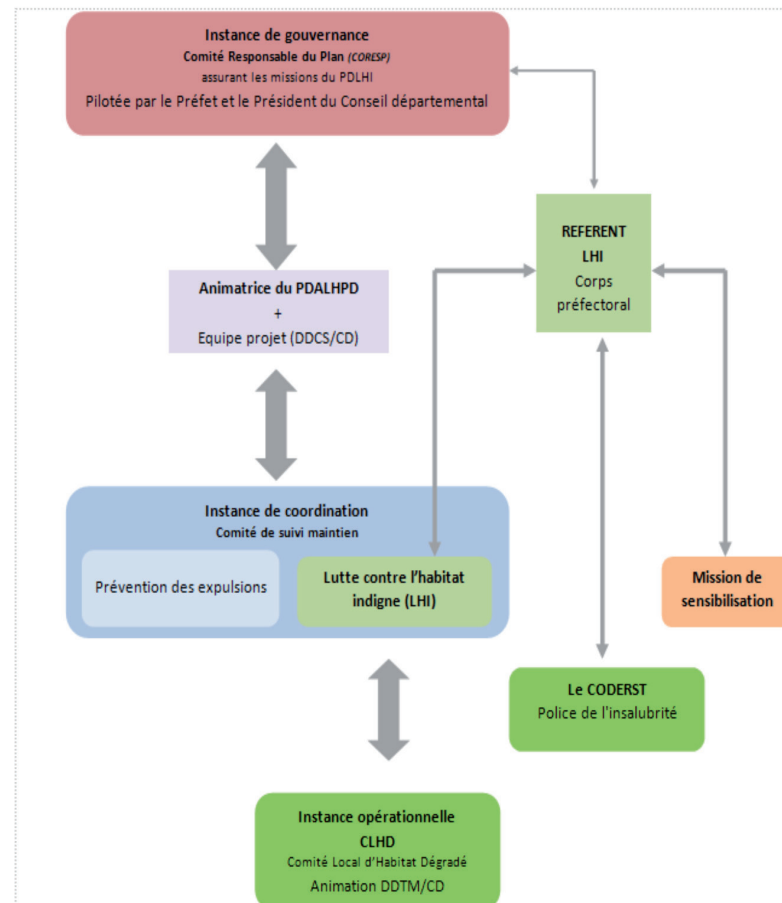 Instance de gouvernance
Comité Responsable du Plan (CORESP)
assurant les missions du PDLHI
Pilotée par le Préfet et le Président du Conseil départemental
REFERENT
LHI
Corps
préfectoral
Animatrice du PDALHPD
+
Equipe projet (DDCS/CD)
Instance de coordination
Comité de suivi maintien
Prévention des expulsions
Lutte contre l'habitat
indigne (LHI)
Mission de
sensibilisation
Le CODERST
Police de l'insalubrité
Instance opérationnelle
CLHD
Comité Local d'Habitat Dégradé
Animation DDTM/CD